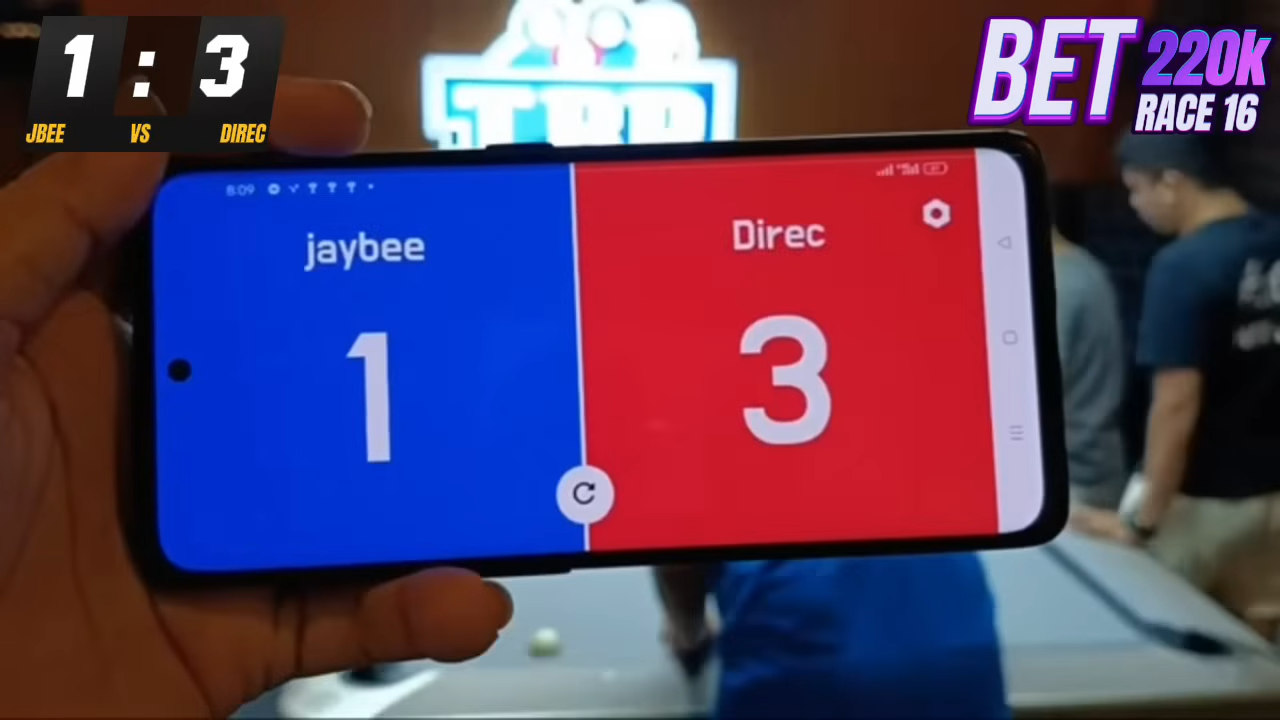 1 : 3
JBEE VS DIREC
BET 220k
RACE 16
8:09
jaybee
Direc
1
3